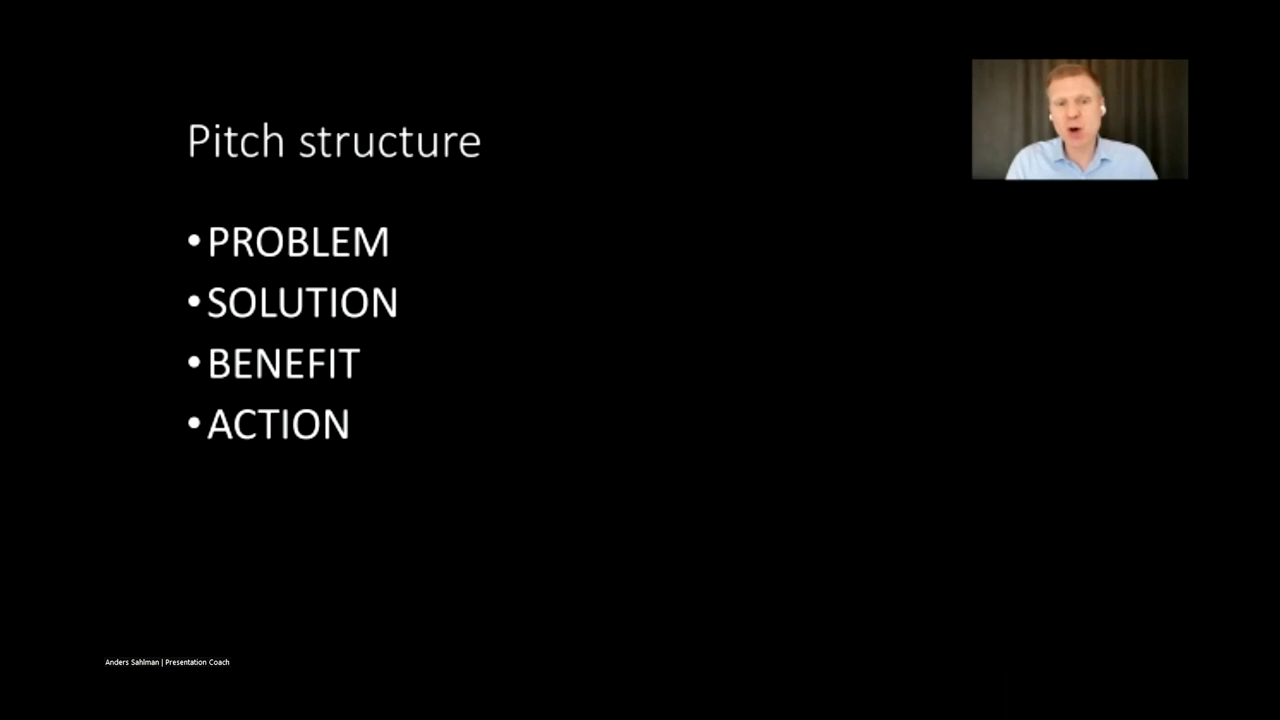 Pitch structure
•PROBLEM
•SOLUTION
•BENEFIT
•ACTION
Anders Sahlman | Presentation Coach